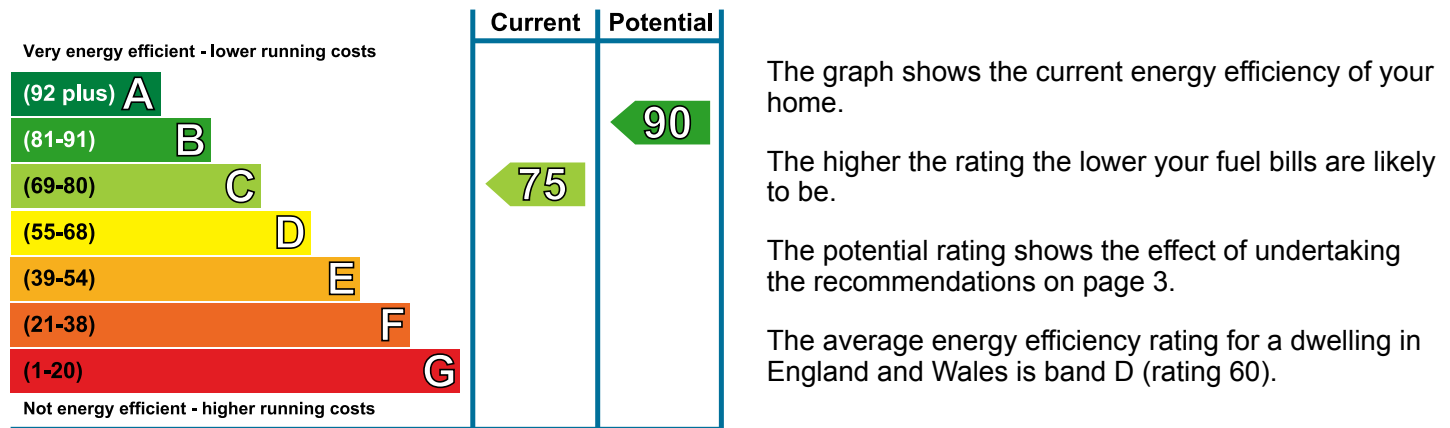 Current Potential
Very energy efficient - lower running costs
(92 plus) A
(81-91) B
90
(69-80) C
75
(55-68) D
(39-54) E
(21-38) F
(1-20) G
Not energy efficient - higher running costs
The graph shows the current energy efficiency of your
home.
The higher the rating the lower your fuel bills are likely
to be.
The potential rating shows the effect of undertaking
the recommendations on page 3.
The average energy efficiency rating for a dwelling in
England and Wales is band D (rating 60).